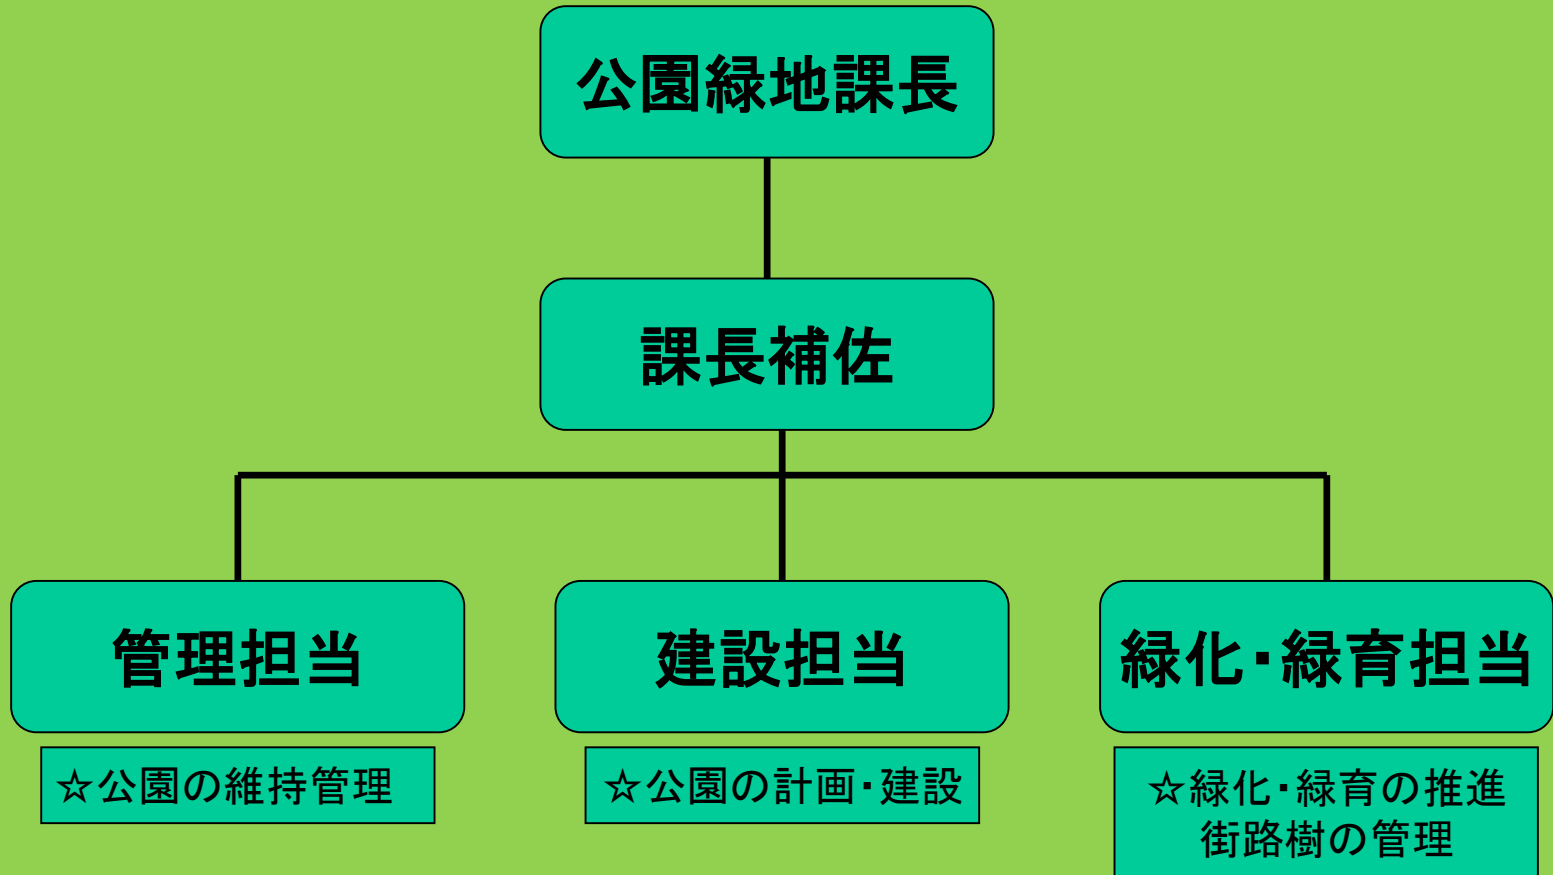 公園緑地課長
課長補佐
管理担当
建設担当
緑化・緑育担当
☆公園の維持管理
☆公園の計画・建設
☆緑化・緑育の推進
街路樹の管理